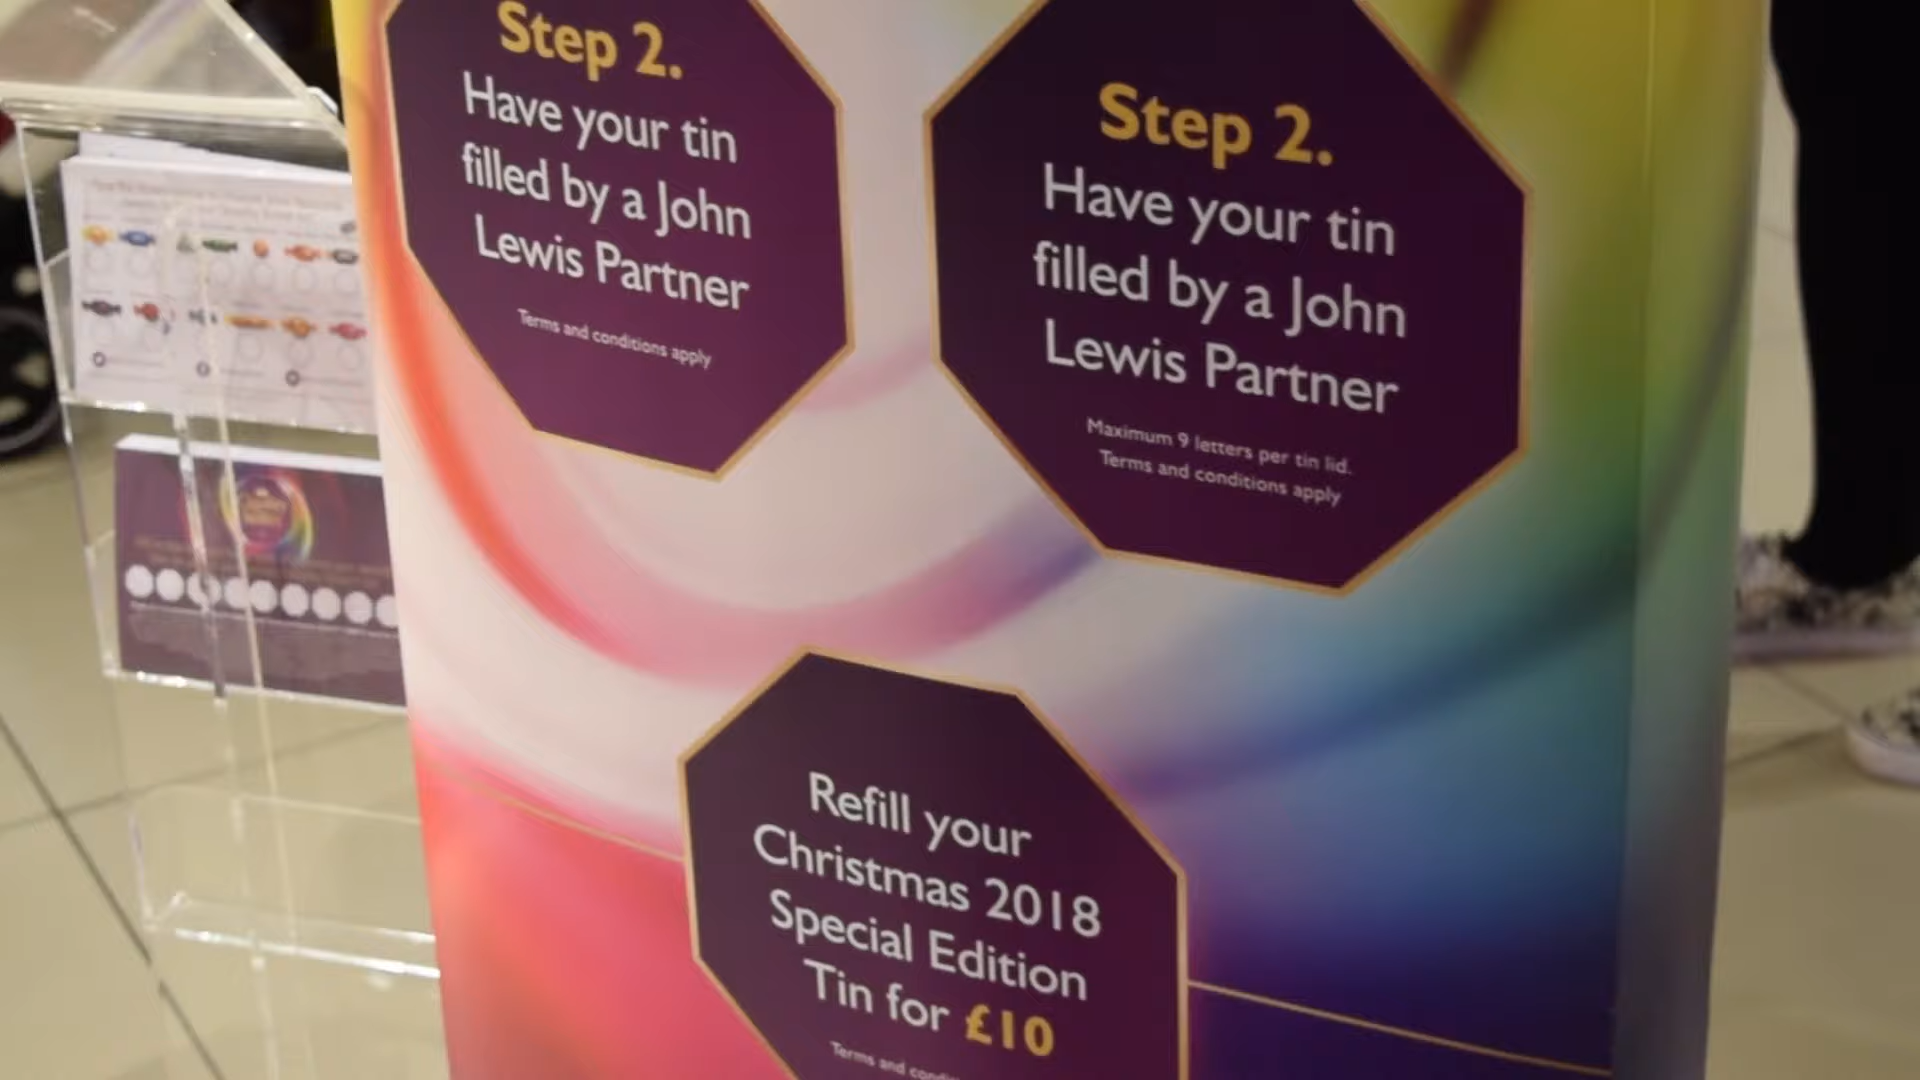 Step 2.
Have your tin
filled by a John
Lewis Partner
Terms and conditions apply
Step 2.
Have your tin
filled by a John
Lewis Partner
Maximum 9 letters per tin lid.
Terms and conditions apply
Refill your
Christmas 2018
Special Edition
Tin for £10
Terms and